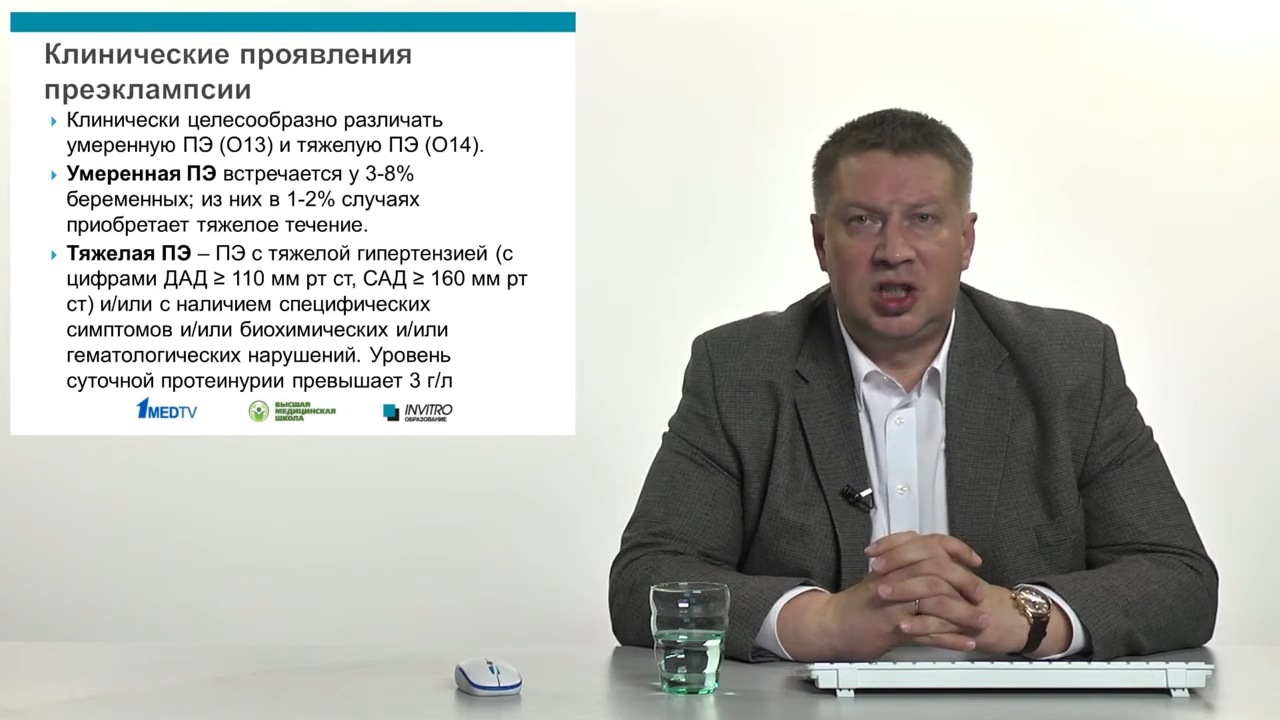 Клинические проявления
преэклампсии
Клинически целесообразно различать
умеренную ПЭ (О13) и тяжелую ПЭ (О14).
Умеренная ПЭ встречается у 3-8%
беременных; из них в 1-2% случаях
приобретает тяжелое течение.
Тяжелая ПЭ – ПЭ с тяжелой гипертензией (с
цифрами ДАД ≥ 110 мм рт ст, САД ≥ 160 мм рт
ст) и/или с наличием специфических
симптомов и/или биохимических и/или
гематологических нарушений. Уровень
суточной протеинурии превышает 3 г/л
1MEDTV
ВЫСШАЯ
МЕДИЦИНСКАЯ
ШКОЛА
INVITRO
ОБРАЗОВАНИЕ